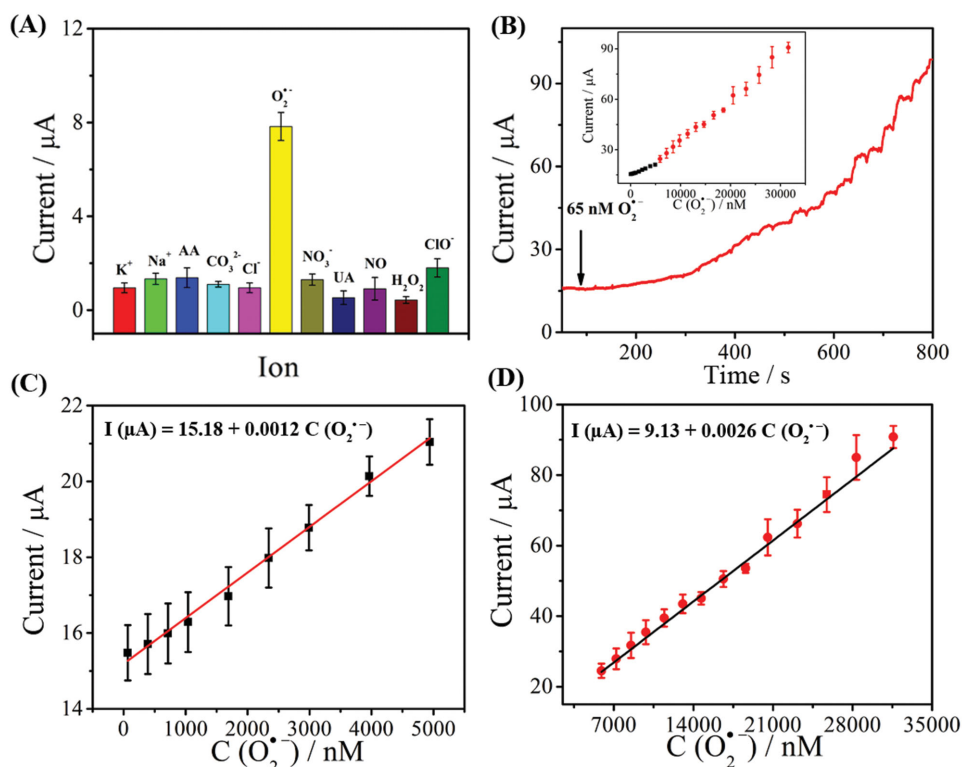 (A)
12
8
4
0
Current / μA
K⁺
Na⁺
AA
CO₃²⁻
Cl⁻
O₂•⁻
NO₃⁻
UA
NO
H₂O₂
ClO⁻
Ion
(B)
90
60
30
0
Current / μA
65 nM O₂•⁻
200
400
600
800
Time / s
90
60
30
Current / μA
0
10000
20000
30000
C (O₂•⁻) / nM
(C)
I (μA) = 15.18 + 0.0012 C (O₂•⁻)
22
20
18
16
14
Current / μA
0
1000
2000
3000
4000
5000
C (O₂•⁻) / nM
(D)
I (μA) = 9.13 + 0.0026 C (O₂•⁻)
100
80
60
40
20
Current / μA
7000
14000
21000
28000
35000
C (O₂•⁻) / nM